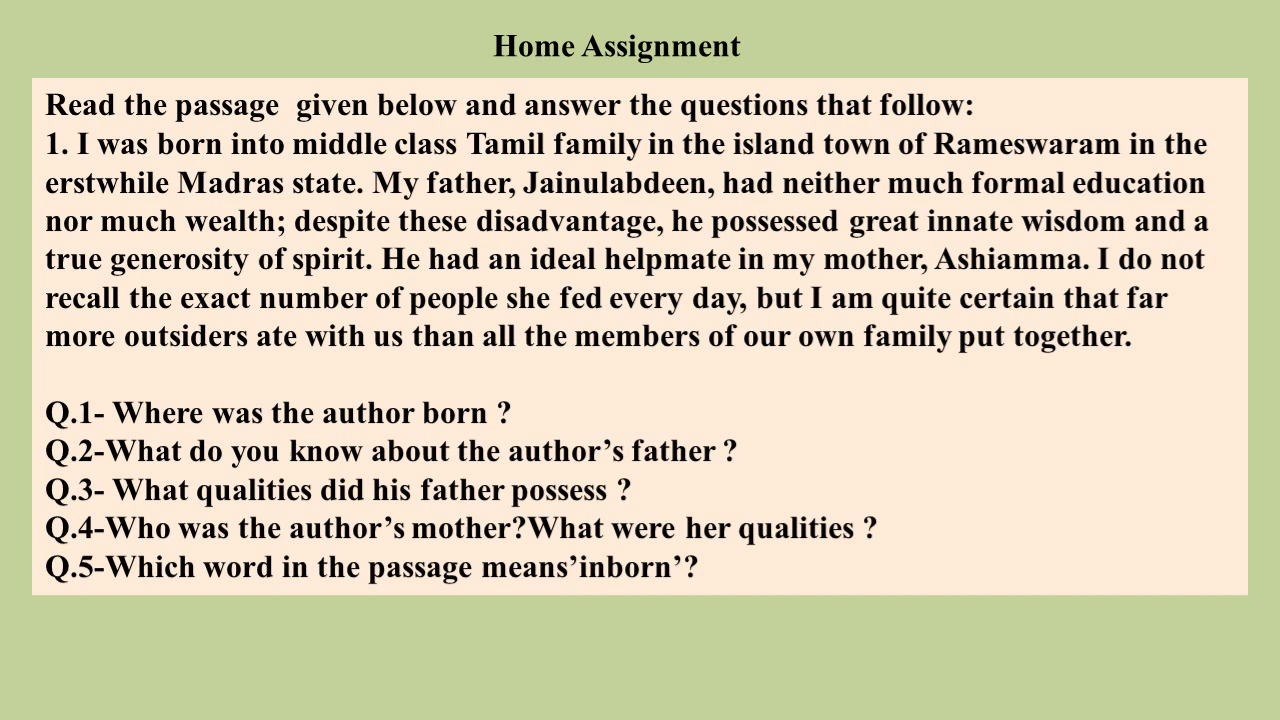 Home Assignment
Read the passage  given below and answer the questions that follow:
1. I was born into middle class Tamil family in the island town of Rameswaram in the
erstwhile Madras state. My father, Jainulabdeen, had neither much formal education
nor much wealth; despite these disadvantage, he possessed great innate wisdom and a
true generosity of spirit. He had an ideal helpmate in my mother, Ashiamma. I do not
recall the exact number of people she fed every day, but I am quite certain that far
more outsiders ate with us than all the members of our own family put together.
Q.1- Where was the author born ?
Q.2-What do you know about the author’s father ?
Q.3- What qualities did his father possess ?
Q.4-Who was the author’s mother?What were her qualities ?
Q.5-Which word in the passage means’inborn’?